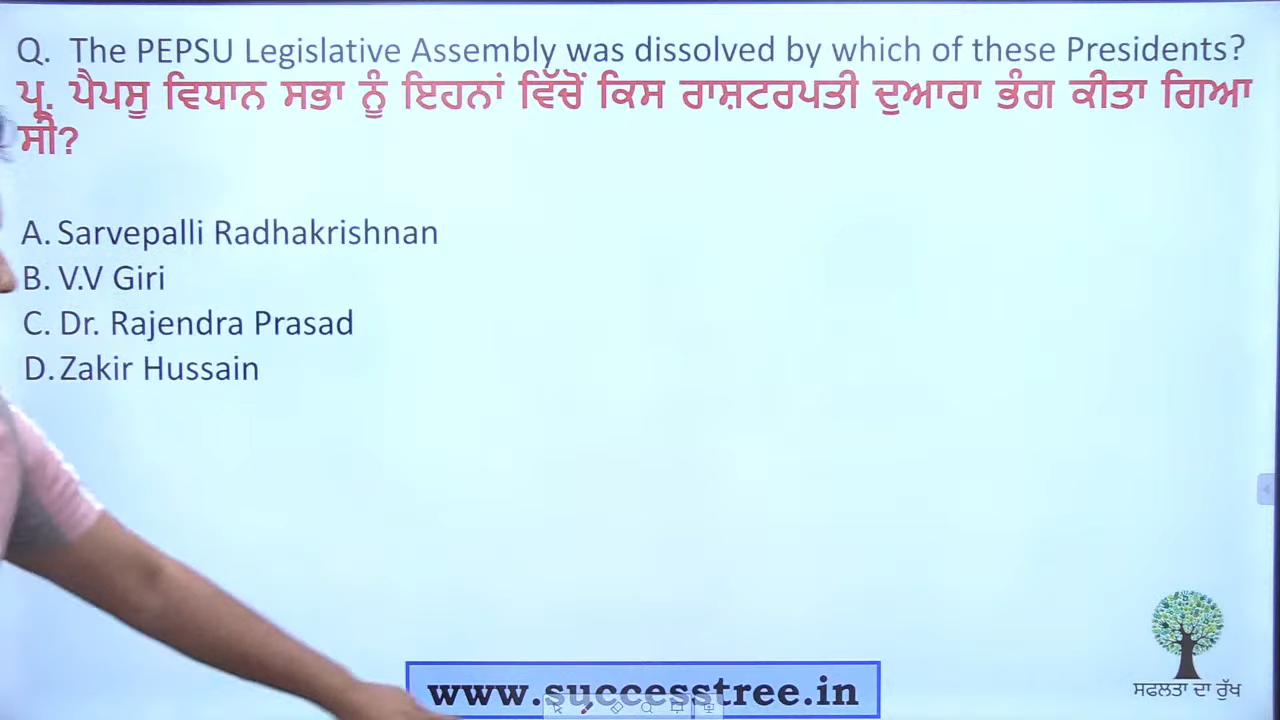 Q. The PEPSU Legislative Assembly was dissolved by which of these Presidents?
ਪ੍ਰ. ਪੈਪਸੂ ਵਿਧਾਨ ਸਭਾ ਨੂੰ ਇਹਨਾਂ ਵਿੱਚੋਂ ਕਿਸ ਰਾਸ਼ਟਰਪਤੀ ਦੁਆਰਾ ਭੰਗ ਕੀਤਾ ਗਿਆ
ਸੀ?
A. Sarvepalli Radhakrishnan
B. V.V Giri
C. Dr. Rajendra Prasad
D. Zakir Hussain
ਸਫਲਤਾ ਦਾ ਰੁੱਖ
www.successtree.in